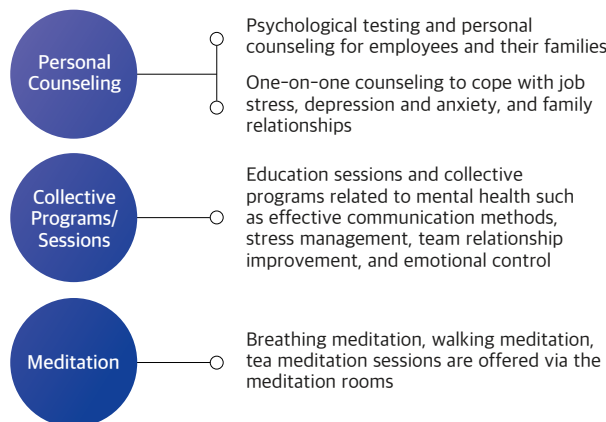 Personal
Counseling
Psychological testing and personal
counseling for employees and their families
One-on-one counseling to cope with job
stress, depression and anxiety, and family
relationships
Collective
Programs/
Sessions
Education sessions and collective
programs related to mental health such
as effective communication methods,
stress management, team relationship
improvement, and emotional control
Meditation
Breathing meditation, walking meditation,
tea meditation sessions are offered via the
meditation rooms